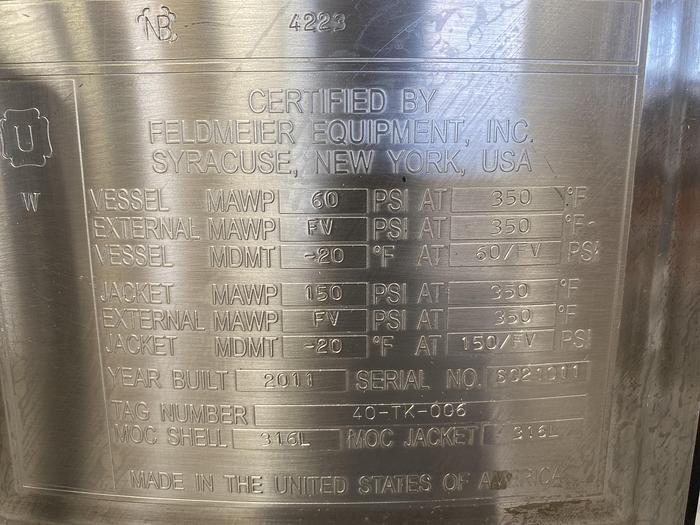 NB 4223
CERTIFIED BY
FELDMEIER EQUIPMENT, INC.
SYRACUSE, NEW YORK, USA
U
W
VESSEL MAWP 60 PSI AT 350 °F
EXTERNAL MAWP FV PSI AT 350 °F
VESSEL MDMT -20 °F AT 60/FV PSI
JACKET MAWP 150 PSI AT 350 °F
EXTERNAL MAWP FV PSI AT 350 °F
JACKET MDMT -20 °F AT 150/FV PSI
YEAR BUILT 2011 SERIAL NO.
TAG NUMBER 40-TK-006
MOC SHELL 316L MOC JACKET 316L
MADE IN THE UNITED STATES OF AMERICA